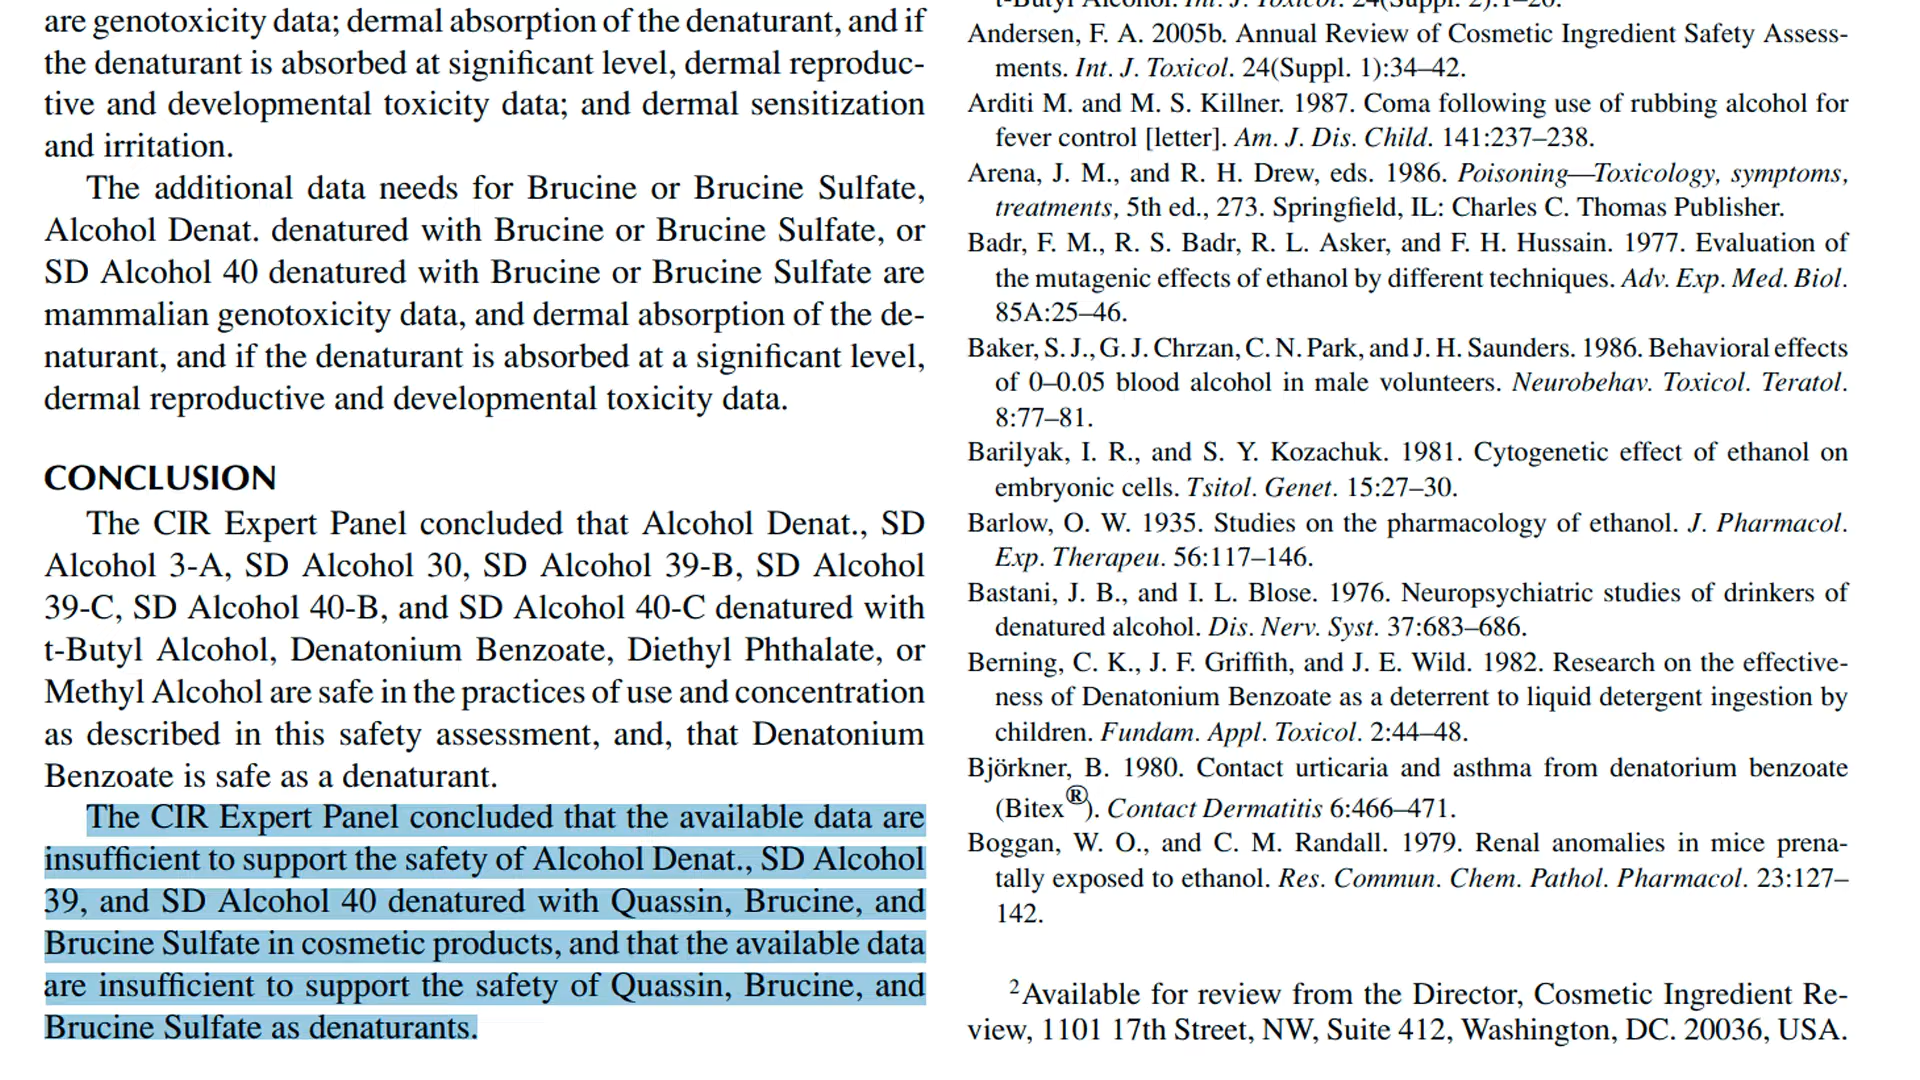 are genotoxicity data; dermal absorption of the denaturant, and if
the denaturant is absorbed at significant level, dermal reproduc-
tive and developmental toxicity data; and dermal sensitization
and irritation.
The additional data needs for Brucine or Brucine Sulfate,
Alcohol Denat. denatured with Brucine or Brucine Sulfate, or
SD Alcohol 40 denatured with Brucine or Brucine Sulfate are
mammalian genotoxicity data, and dermal absorption of the de-
naturant, and if the denaturant is absorbed at a significant level,
dermal reproductive and developmental toxicity data.
CONCLUSION
The CIR Expert Panel concluded that Alcohol Denat., SD
Alcohol 3-A, SD Alcohol 30, SD Alcohol 39-B, SD Alcohol
39-C, SD Alcohol 40-B, and SD Alcohol 40-C denatured with
t-Butyl Alcohol, Denatonium Benzoate, Diethyl Phthalate, or
Methyl Alcohol are safe in the practices of use and concentration
as described in this safety assessment, and, that Denatonium
Benzoate is safe as a denaturant.
The CIR Expert Panel concluded that the available data are
insufficient to support the safety of Alcohol Denat., SD Alcohol
39, and SD Alcohol 40 denatured with Quassin, Brucine, and
Brucine Sulfate in cosmetic products, and that the available data
are insufficient to support the safety of Quassin, Brucine, and
Brucine Sulfate as denaturants.
t-Butyl Alcohol. Int. J. Toxicol. 24(Suppl. 2):1–20.
Andersen, F. A. 2005b. Annual Review of Cosmetic Ingredient Safety Assess-
ments. Int. J. Toxicol. 24(Suppl. 1):34–42.
Arditi M. and M. S. Killner. 1987. Coma following use of rubbing alcohol for
fever control [letter]. Am. J. Dis. Child. 141:237–238.
Arena, J. M., and R. H. Drew, eds. 1986. Poisoning—Toxicology, symptoms,
treatments, 5th ed., 273. Springfield, IL: Charles C. Thomas Publisher.
Badr, F. M., R. S. Badr, R. L. Asker, and F. H. Hussain. 1977. Evaluation of
the mutagenic effects of ethanol by different techniques. Adv. Exp. Med. Biol.
85A:25–46.
Baker, S. J., G. J. Chrzan, C. N. Park, and J. H. Saunders. 1986. Behavioral effects
of 0–0.05 blood alcohol in male volunteers. Neurobehav. Toxicol. Teratol.
8:77–81.
Barilyak, I. R., and S. Y. Kozachuk. 1981. Cytogenetic effect of ethanol on
embryonic cells. Tsitol. Genet. 15:27–30.
Barlow, O. W. 1935. Studies on the pharmacology of ethanol. J. Pharmacol.
Exp. Therapeu. 56:117–146.
Bastani, J. B., and I. L. Blose. 1976. Neuropsychiatric studies of drinkers of
denatured alcohol. Dis. Nerv. Syst. 37:683–686.
Berning, C. K., J. F. Griffith, and J. E. Wild. 1982. Research on the effective-
ness of Denatonium Benzoate as a deterrent to liquid detergent ingestion by
children. Fundam. Appl. Toxicol. 2:44–48.
Björkner, B. 1980. Contact urticaria and asthma from denatorium benzoate
(Bitex®). Contact Dermatitis 6:466–471.
Boggan, W. O., and C. M. Randall. 1979. Renal anomalies in mice prena-
tally exposed to ethanol. Res. Commun. Chem. Pathol. Pharmacol. 23:127–
142.
2Available for review from the Director, Cosmetic Ingredient Re-
view, 1101 17th Street, NW, Suite 412, Washington, DC. 20036, USA.